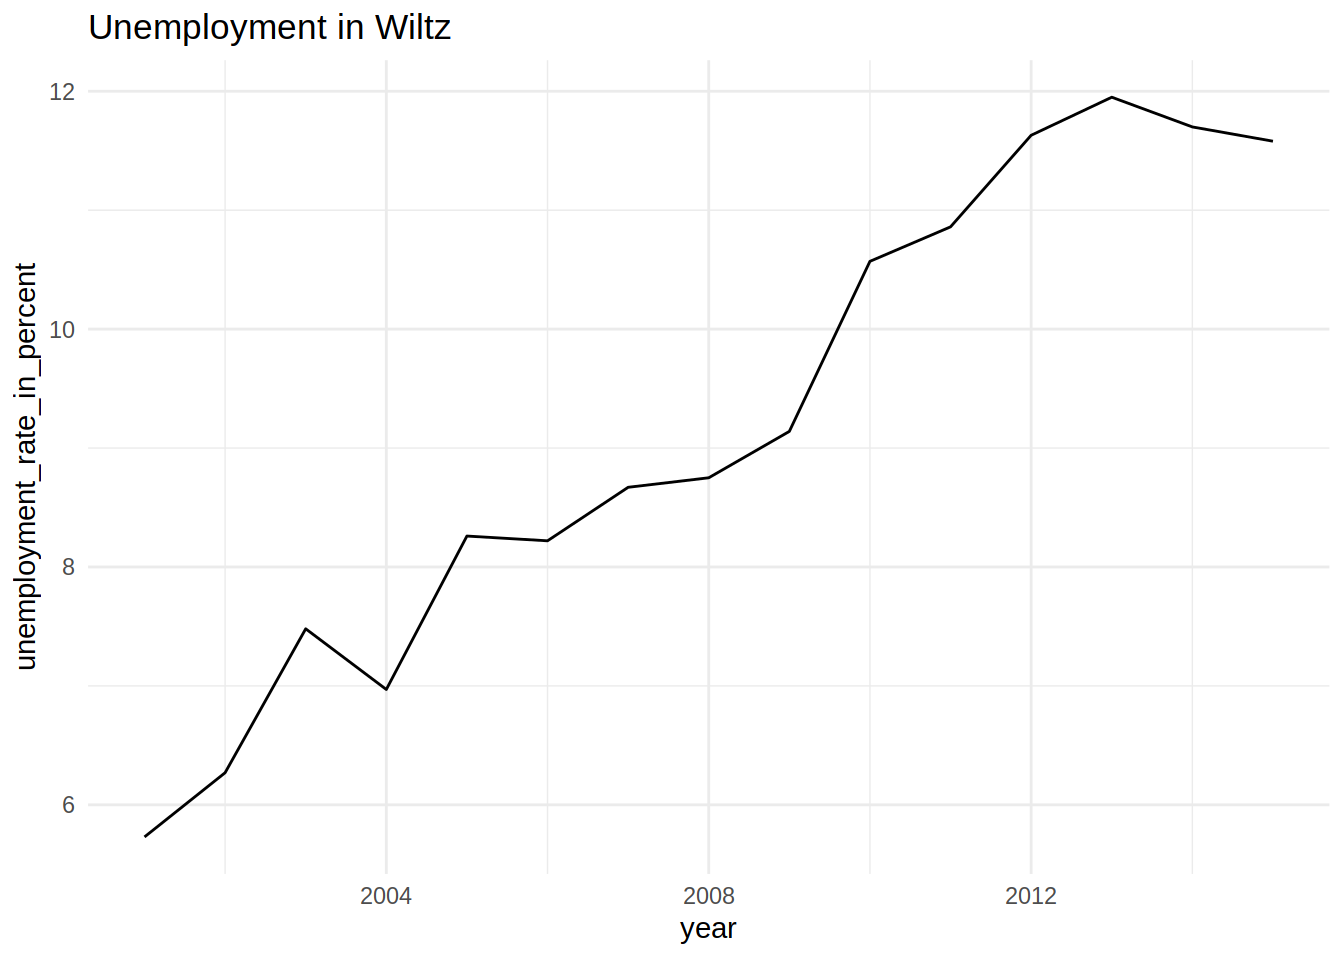 Unemployment in Wiltz
12
10
8
6
unemployment_rate_in_percent
2004
2008
2012
year